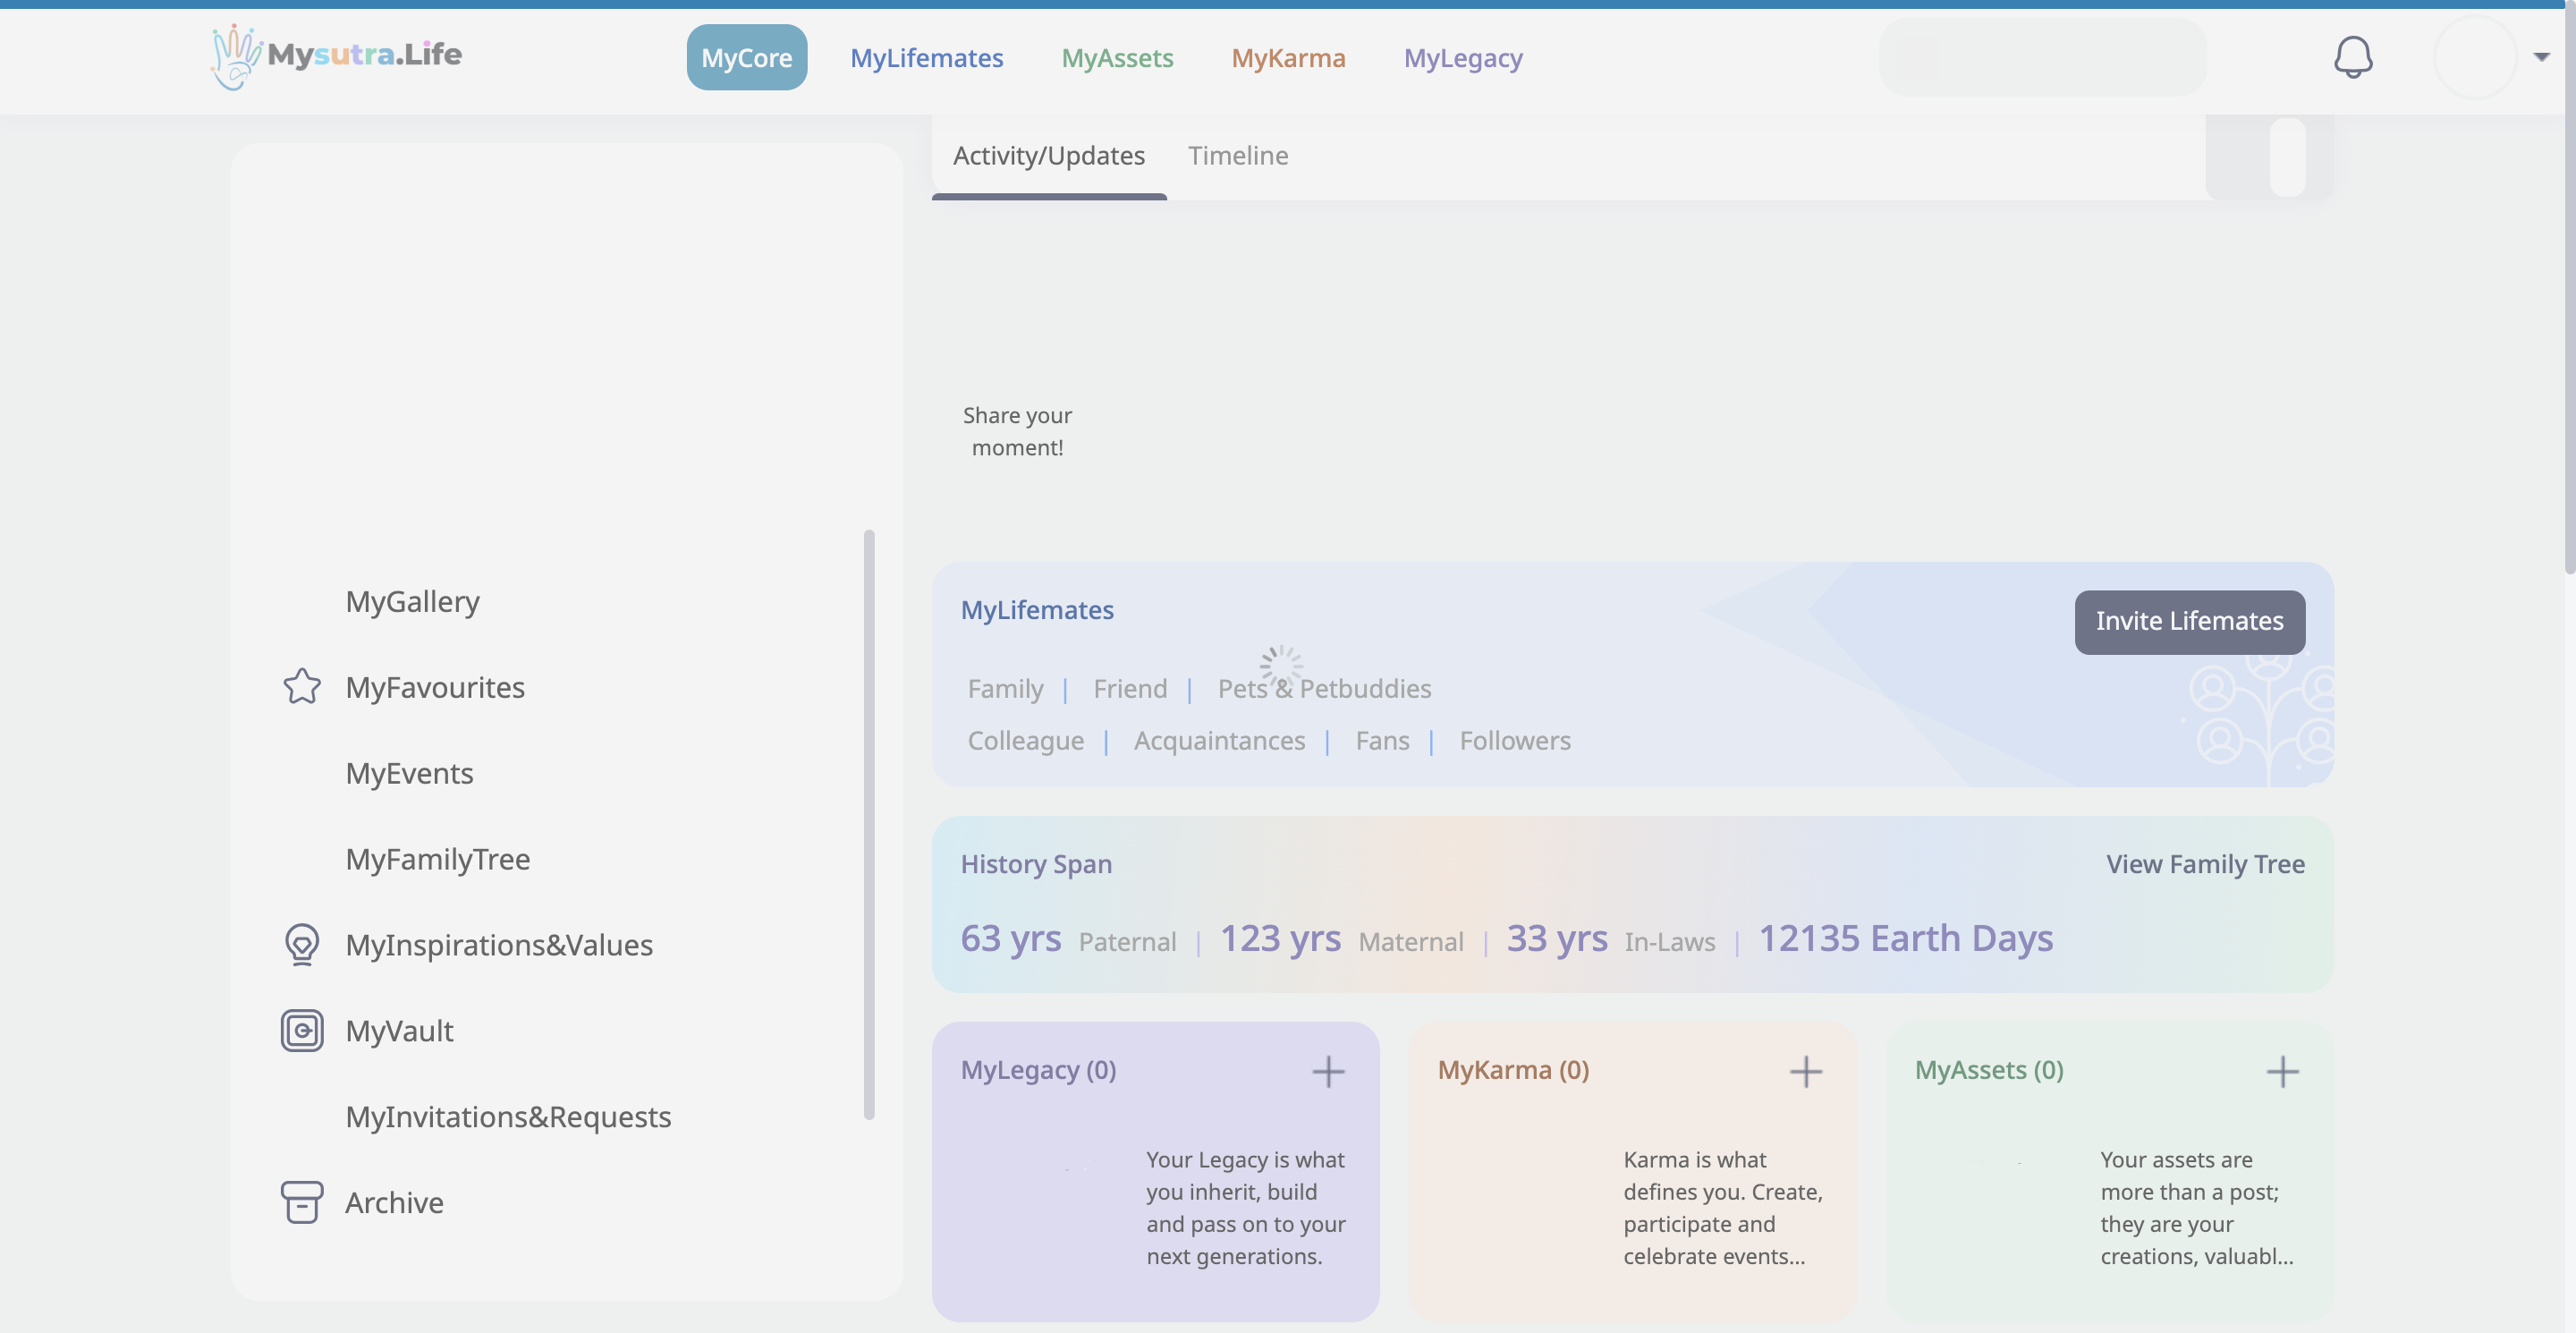 Mysutra.Life
MyCore MyLifemates MyAssets MyKarma MyLegacy
Activity/Updates Timeline
Share your
moment!
MyGallery
MyFavourites
MyEvents
MyFamilyTree
MyInspirations&Values
MyVault
MyInvitations&Requests
Archive
MyLifemates
Invite Lifemates
Family | Friend | Pets & Petbuddies
Colleague | Acquaintances | Fans | Followers
History Span
View Family Tree
63 yrs Paternal | 123 yrs Maternal | 33 yrs In-Laws | 12135 Earth Days
MyLegacy (0)
Your Legacy is what
you inherit, build
and pass on to your
next generations.
MyKarma (0)
Karma is what
defines you. Create,
participate and
celebrate events...
MyAssets (0)
Your assets are
more than a post;
they are your
creations, valuabl...